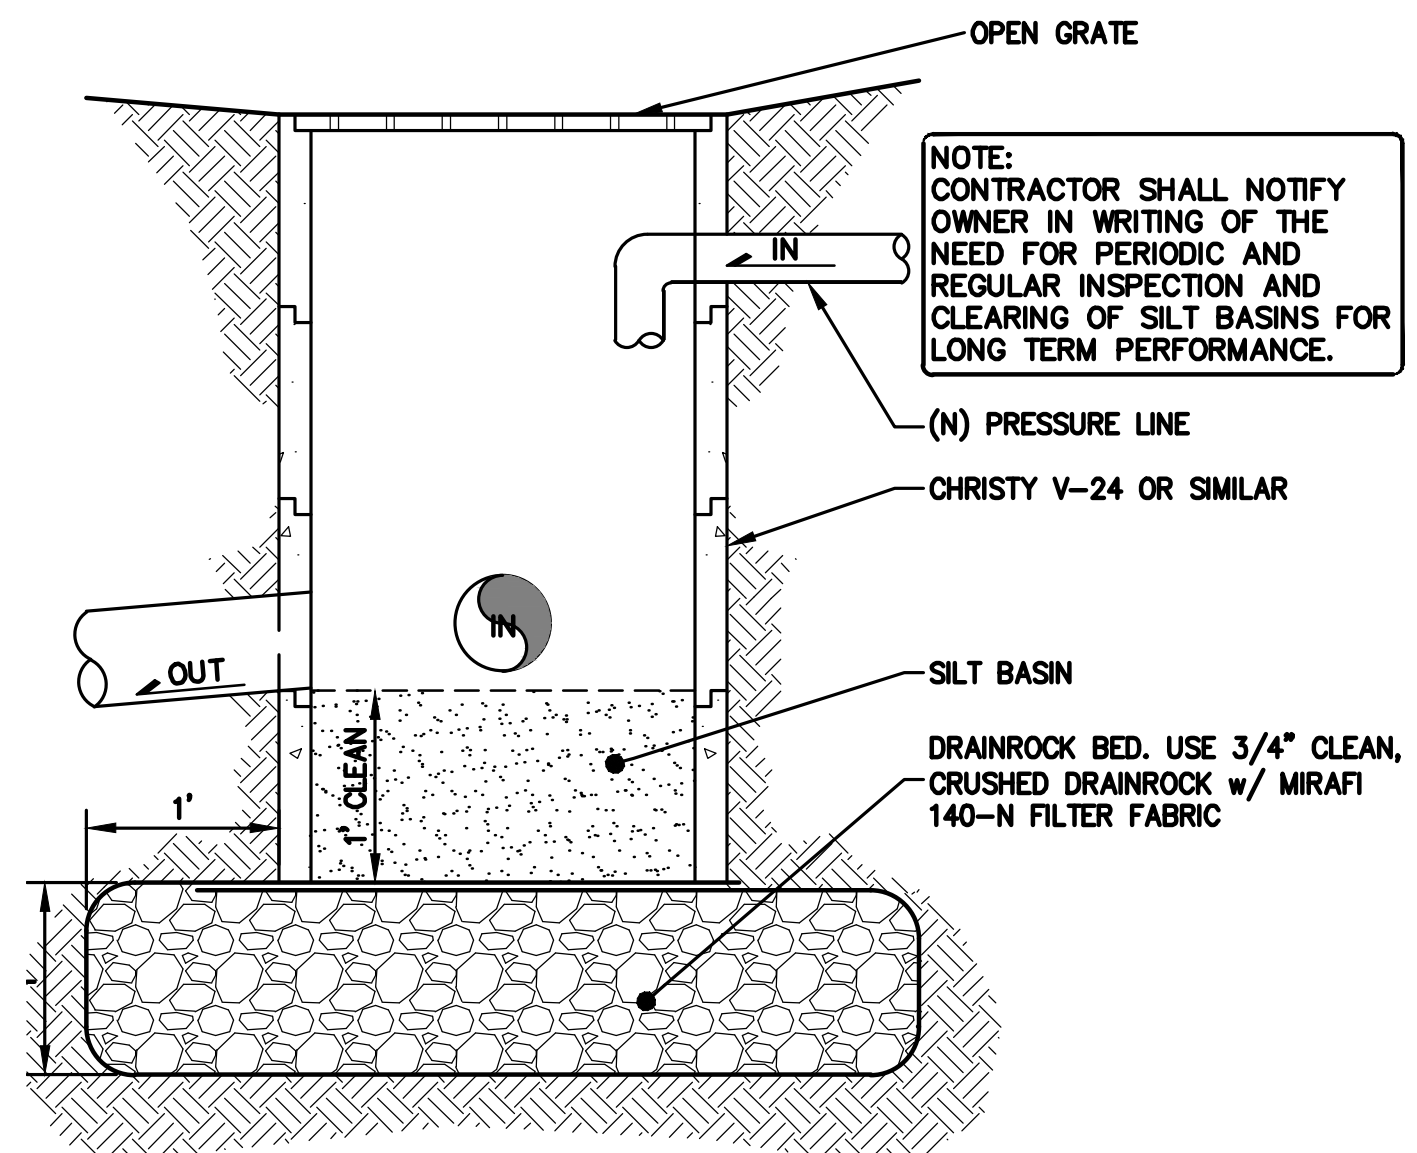 OPEN GRATE
NOTE:
CONTRACTOR SHALL NOTIFY
OWNER IN WRITING OF THE
NEED FOR PERIODIC AND
REGULAR INSPECTION AND
CLEARING OF SILT BASINS FOR
LONG TERM PERFORMANCE.
IN
(N) PRESSURE LINE
CHRISTY V-24 OR SIMILAR
IN
OUT
SILT BASIN
1' CLEAN
DRAINROCK BED. USE 3/4" CLEAN,
CRUSHED DRAINROCK w/ MIRAFI
140-N FILTER FABRIC
1'